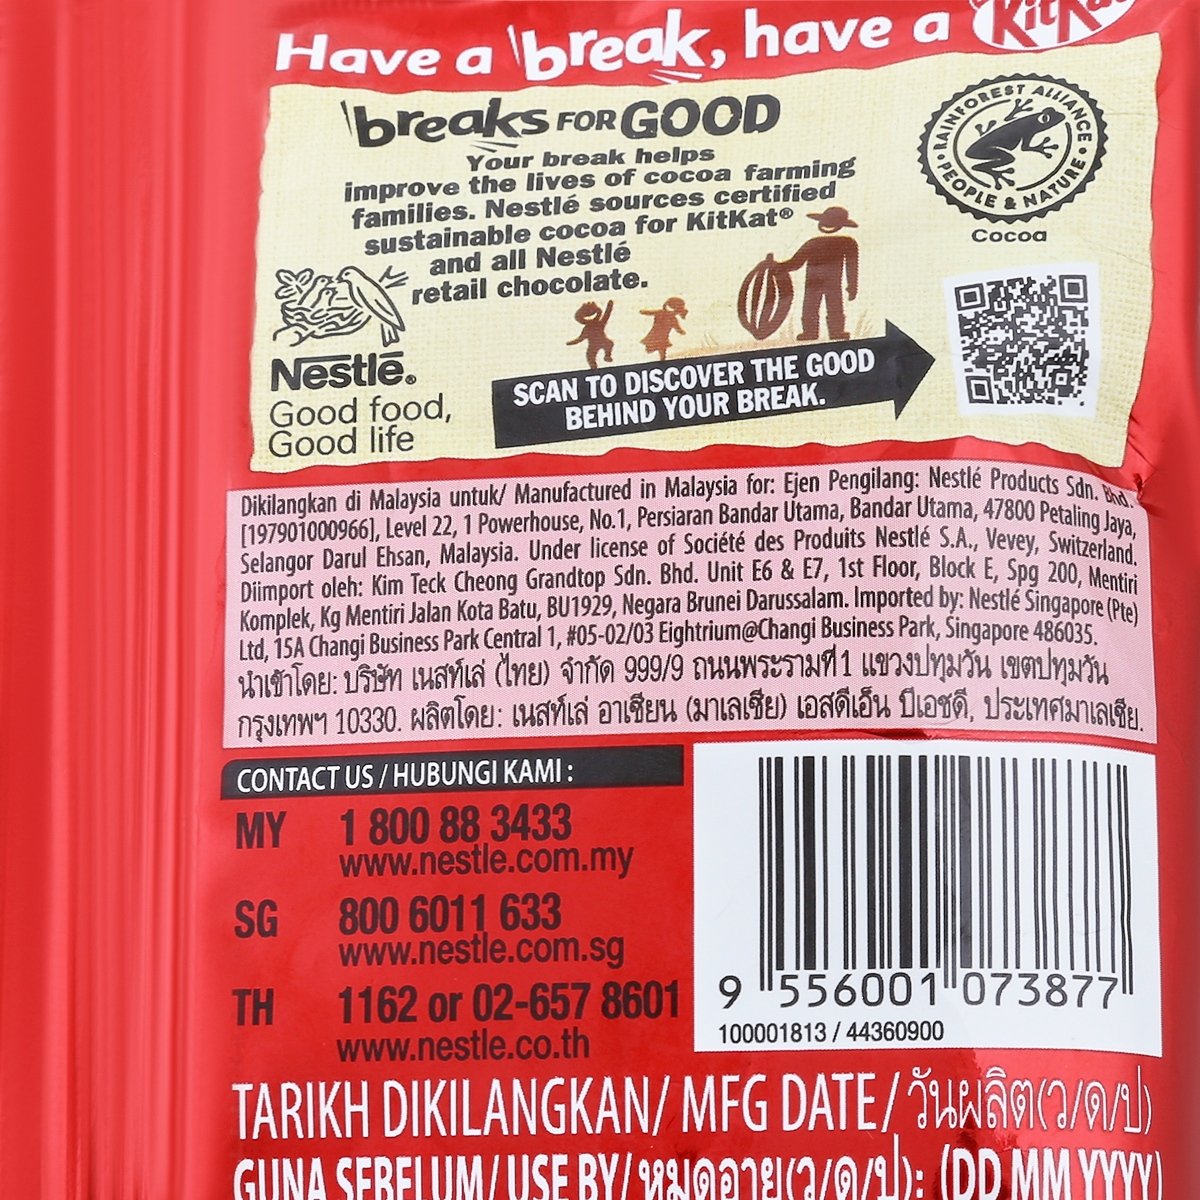 Have a break, have a KitKat
breaks FOR GOOD
Your break helps
improve the lives of cocoa farming
families. Nestlé sources certified
sustainable cocoa for KitKat®
and all Nestlé
retail chocolate.
RAINFOREST ALLIANCE
PEOPLE & NATURE
Cocoa
Nestlé®
Good food,
Good life
SCAN TO DISCOVER THE GOOD
BEHIND YOUR BREAK.
Dikilangkan di Malaysia untuk/ Manufactured in Malaysia for: Ejen Pengilang: Nestlé Products Sdn. Bhd.
[197901000966], Level 22, 1 Powerhouse, No.1, Persiaran Bandar Utama, Bandar Utama, 47800 Petaling Jaya,
Selangor Darul Ehsan, Malaysia. Under license of Société des Produits Nestlé S.A., Vevey, Switzerland.
Diimport oleh: Kim Teck Cheong Grandtop Sdn. Bhd. Unit E6 & E7, 1st Floor, Block E, Spg 200, Mentiri
Komplek, Kg Mentiri Jalan Kota Batu, BU1929, Negara Brunei Darussalam. Imported by: Nestlé Singapore (Pte)
Ltd, 15A Changi Business Park Central 1, #05-02/03 Eightrium@Changi Business Park, Singapore 486035.
นำเข้าโดย: บริษัท เนสท์เล่ (ไทย) จำกัด 999/9 ถนนพระรามที่ 1 แขวงปทุมวัน เขตปทุมวัน
กรุงเทพฯ 10330. ผลิตโดย: เนสท์เล่ อาเซียน (มาเลเซีย) เอสดีเอ็น บีเอชดี, ประเทศมาเลเซีย.
CONTACT US / HUBUNGI KAMI :
MY 1 800 88 3433
www.nestle.com.my
SG 800 6011 633
www.nestle.com.sg
TH 1162 or 02-657 8601
www.nestle.co.th
9 556001 073877
100001813 / 44360900
TARIKH DIKILANGKAN/ MFG DATE/ วันผลิต(ว/ด/ป)
GUNA SEBELUM/ USE BY/ หมดอายุ(ว/ด/ป): (DD MM YYYY)